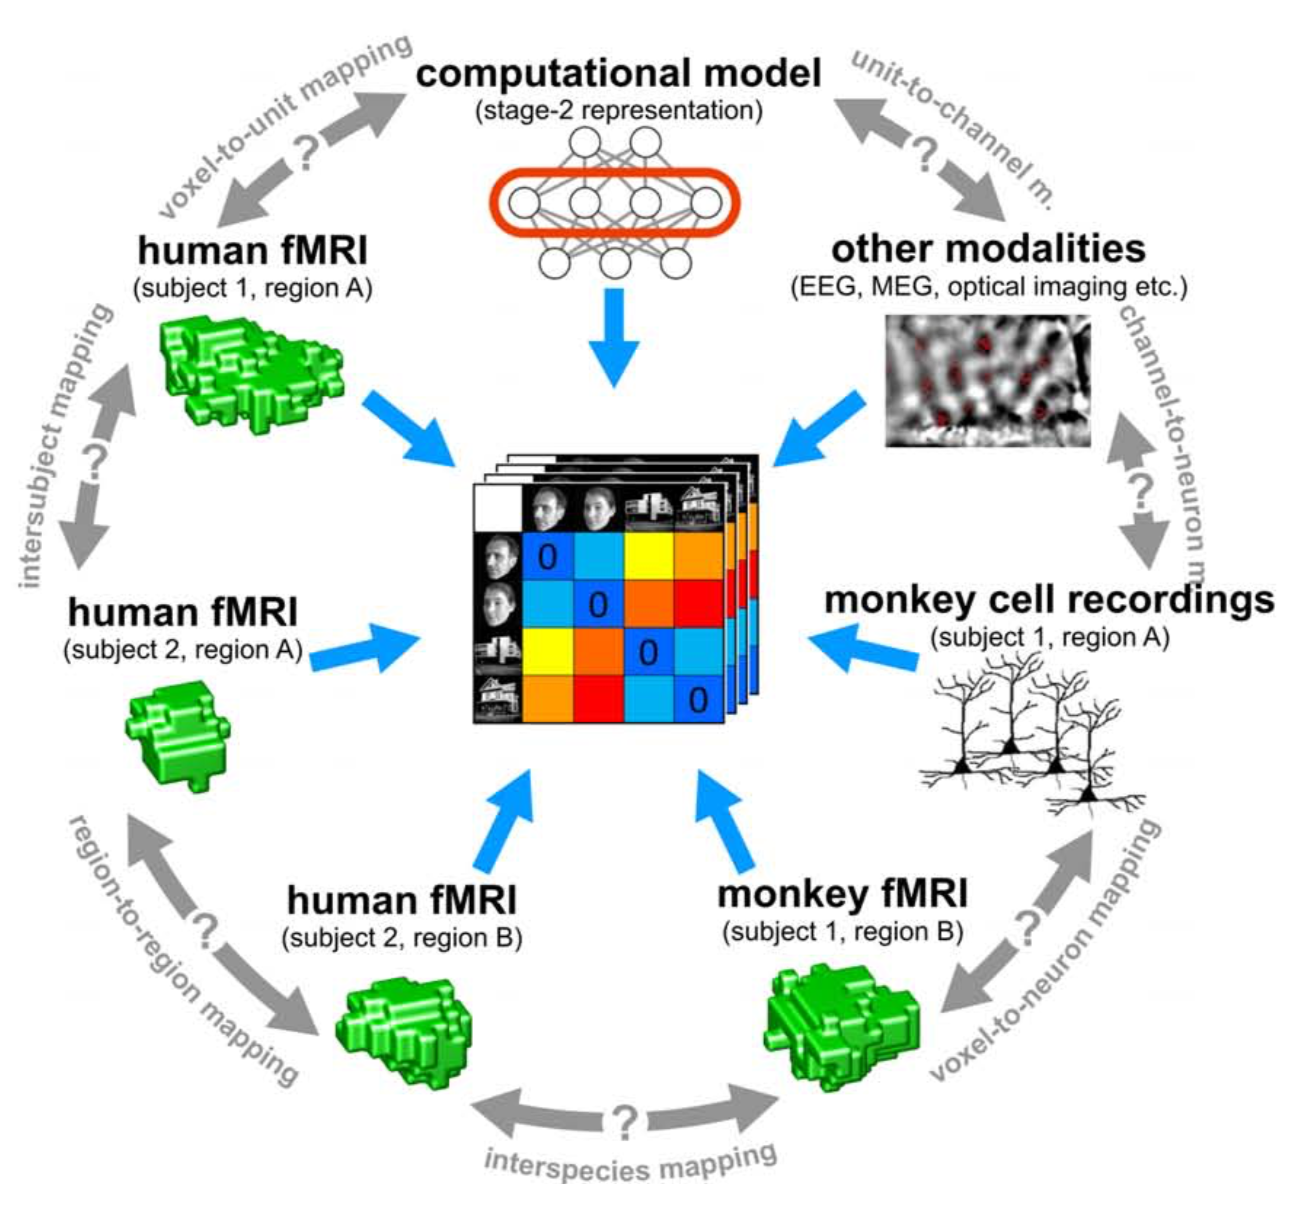 voxel-to-unit mapping
?
computational model
(stage-2 representation)
unit-to-channel m.
?
human fMRI
(subject 1, region A)
other modalities
(EEG, MEG, optical imaging etc.)
intersubject mapping
?
channel-to-neuron m
?
0
0
0
0
human fMRI
(subject 2, region A)
monkey cell recordings
(subject 1, region A)
region-to-region mapping
?
human fMRI
(subject 2, region B)
monkey fMRI
(subject 1, region B)
voxel-to-neuron mapping
?
?
interspecies mapping